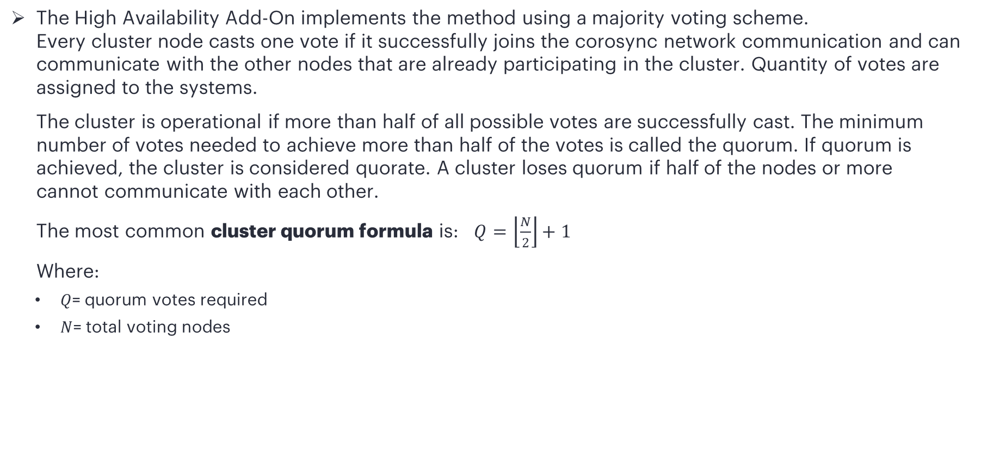 ➢ The High Availability Add-On implements the method using a majority voting scheme.
Every cluster node casts one vote if it successfully joins the corosync network communication and can
communicate with the other nodes that are already participating in the cluster. Quantity of votes are
assigned to the systems.
The cluster is operational if more than half of all possible votes are successfully cast. The minimum
number of votes needed to achieve more than half of the votes is called the quorum. If quorum is
achieved, the cluster is considered quorate. A cluster loses quorum if half of the nodes or more
cannot communicate with each other.
The most common cluster quorum formula is: Q = ⌊N/2⌋ + 1
Where:
• Q= quorum votes required
• N= total voting nodes